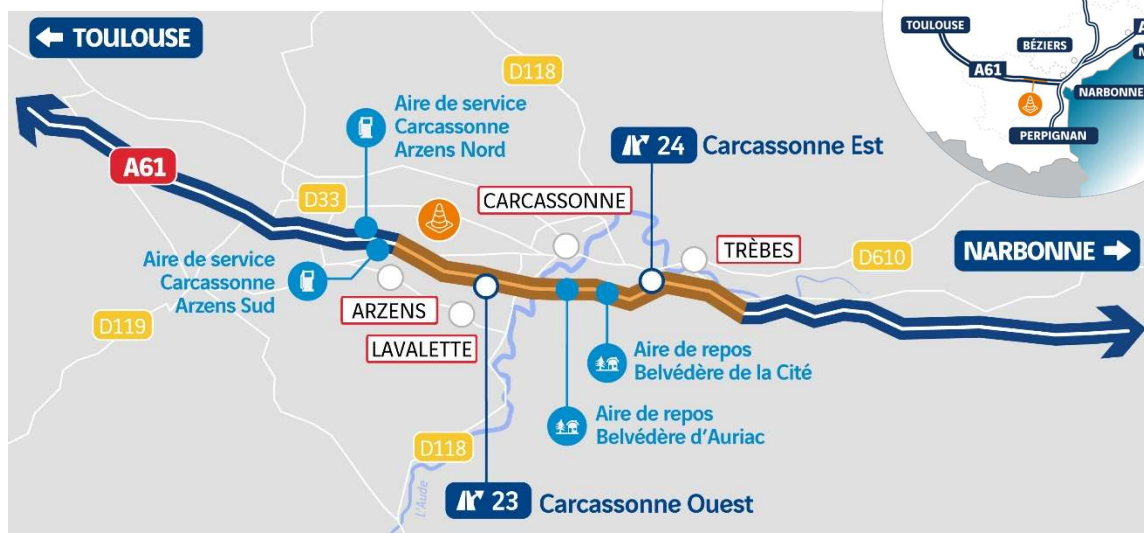 ← TOULOUSE
TOULOUSE
BÉZIERS
A61
NARBONNE
PERPIGNAN
D118
Aire de service
Carcassonne
Arzens Nord
24 Carcassonne Est
A61
D33
CARCASSONNE
TRÈBES
NARBONNE →
D610
Aire de service
Carcassonne
Arzens Sud
ARZENS
D119
LAVALETTE
Aire de repos
Belvédère de la Cité
Aire de repos
Belvédère d'Auriac
D118
L'Aude
23 Carcassonne Ouest